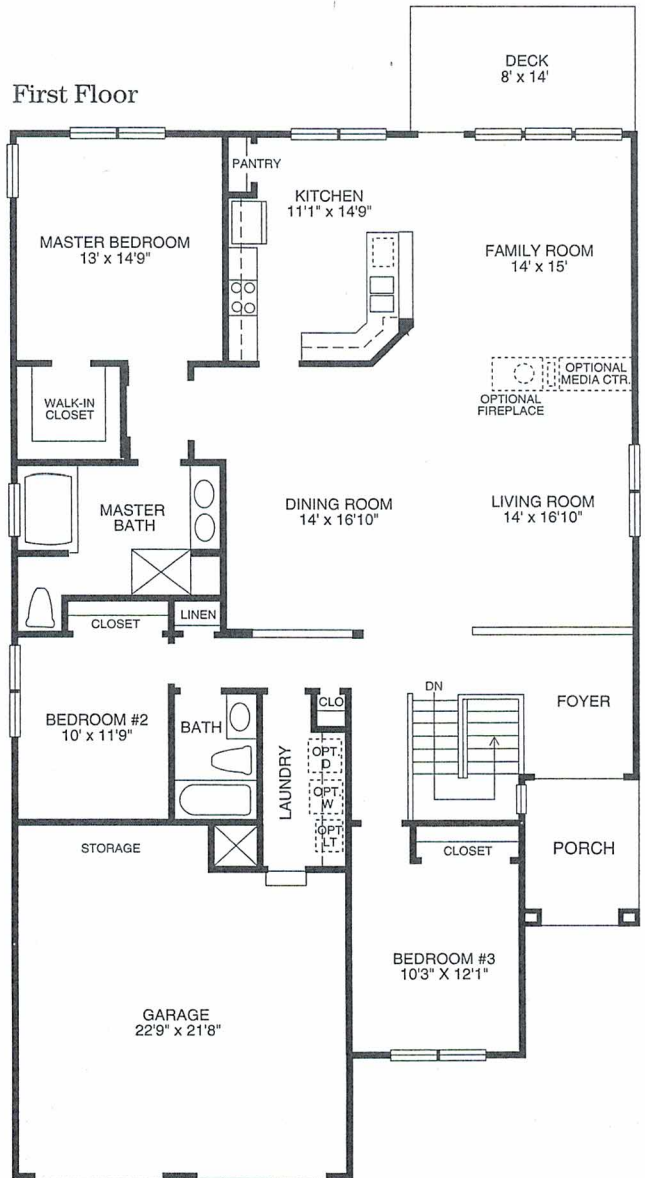 DECK
8' x 14'
First Floor
PANTRY
KITCHEN
11'1" x 14'9"
MASTER BEDROOM
13' x 14'9"
FAMILY ROOM
14' x 15'
OPTIONAL
MEDIA CTR.
OPTIONAL
FIREPLACE
WALK-IN
CLOSET
MASTER
BATH
DINING ROOM
14' x 16'10"
LIVING ROOM
14' x 16'10"
CLOSET
LINEN
DN
FOYER
CLO
BEDROOM #2
10' x 11'9"
BATH
LAUNDRY
OPT.
D
OPT.
W
OPT
LT
STORAGE
CLOSET
PORCH
BEDROOM #3
10'3" X 12'1"
GARAGE
22'9" x 21'8"